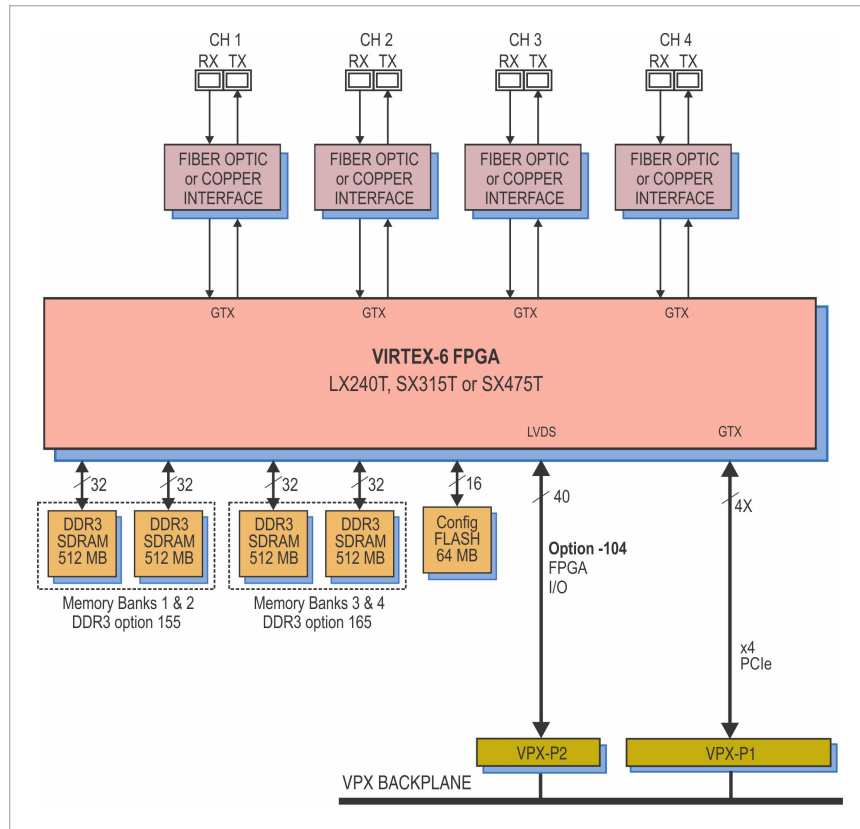 CH 1
CH 2
CH 3
CH 4
RX TX
RX TX
RX TX
RX TX
FIBER OPTIC
or COPPER
INTERFACE
FIBER OPTIC
or COPPER
INTERFACE
FIBER OPTIC
or COPPER
INTERFACE
FIBER OPTIC
or COPPER
INTERFACE
GTX
GTX
GTX
GTX
VIRTEX-6 FPGA
LX240T, SX315T or SX475T
LVDS
GTX
32
32
32
32
16
40
4X
DDR3
SDRAM
512 MB
DDR3
SDRAM
512 MB
DDR3
SDRAM
512 MB
DDR3
SDRAM
512 MB
Config
FLASH
64 MB
Memory Banks 1 & 2
DDR3 option 155
Memory Banks 3 & 4
DDR3 option 165
Option -104
FPGA
I/O
x4
PCIe
VPX-P2
VPX-P1
VPX BACKPLANE